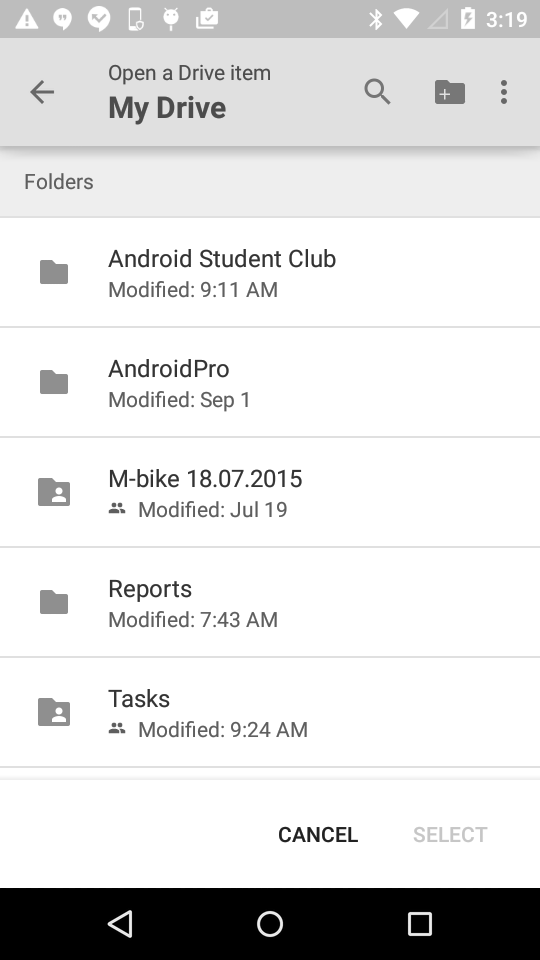 3:19
Open a Drive item
My Drive
Folders
Android Student Club
Modified: 9:11 AM
AndroidPro
Modified: Sep 1
M-bike 18.07.2015
Modified: Jul 19
Reports
Modified: 7:43 AM
Tasks
Modified: 9:24 AM
CANCEL SELECT